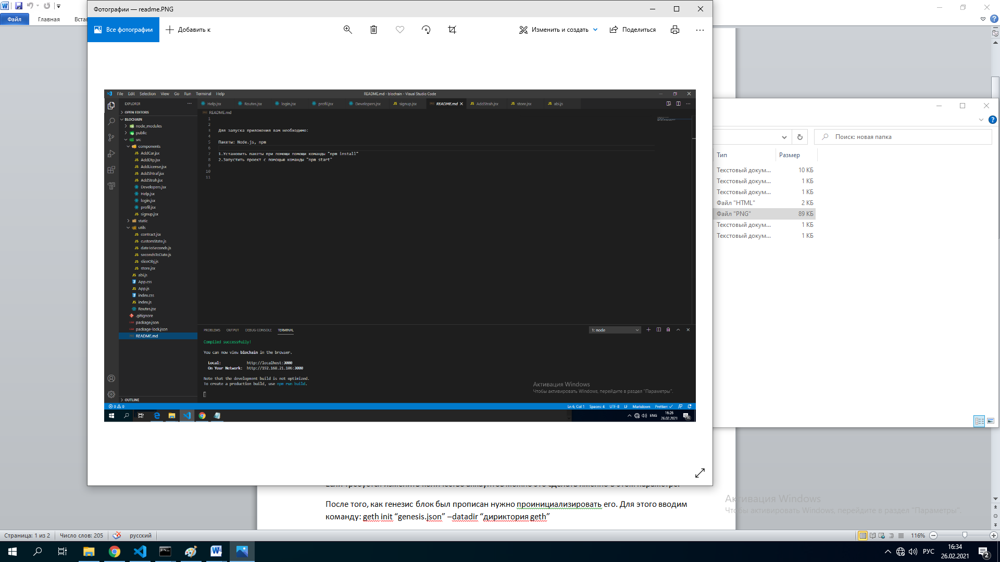 Фотографии — readme.PNG
Файл
Главная
Вста
Все фотографии
Добавить к
Изменить и создать
Поделиться
File Edit Selection View Go Run Terminal Help
README.md - blochain - Visual Studio Code
EXPLORER
Help.jsx
Routes.jsx
login.jsx
profil.jsx
Developers.jsx
signup.jsx
README.md
AddStrah.jsx
store.jsx
abi.js
OPEN EDITORS
README.md
BLOCHAIN
node_modules
public
src
components
AddCar.jsx
AddDtp.jsx
AddLicense.jsx
AddShtraf.jsx
AddStrah.jsx
Developers.jsx
Help.jsx
login.jsx
profil.jsx
signup.jsx
static
utils
contract.jsx
customState.js
dateToSeconds.js
secondsToDate.js
sliceObj.js
store.jsx
abi.js
App.css
App.js
index.css
index.js
Routes.jsx
.gitignore
package.json
package-lock.json
README.md
OUTLINE
1
2
3 Для запуска приложения вам необходимо:
4
5 Пакеты: Node.js, npm
6
7 1.Установить пакеты при помощи помощи команды "npm install"
8 2.Запустить проект с помощью команды "npm start"
9
10
11
PROBLEMS OUTPUT DEBUG CONSOLE TERMINAL
1: node
Compiled successfully!
You can now view blochain in the browser.
Local: http://localhost:3000
On Your Network: http://192.168.21.106:3000
Note that the development build is not optimized.
To create a production build, use npm run build.
Активация Windows
Чтобы активировать Windows, перейдите в раздел "Параметры".
0 0
Ln 6, Col 1 Spaces: 4 UTF-8 LF Markdown Prettier: ✓
ENG
16:26
26.02.2021
13
Поиск: новая папка
Тип Размер
Текстовый докум... 10 КБ
Текстовый докум... 1 КБ
Текстовый докум... 1 КБ
Файл "HTML" 2 КБ
Файл "PNG" 89 КБ
Текстовый докум... 1 КБ
Текстовый докум... 1 КБ
После того, как генезис блок был прописан нужно проинициализировать его. Для этого вводим
команду: geth init “genesis.json” –datadir “дириктория geth”
Активация Windows
Чтобы активировать Windows, перейдите в раздел "Параметры".
Страница: 1 из 2
Число слов: 205
русский
116%
РУС
16:34
26.02.2021
2